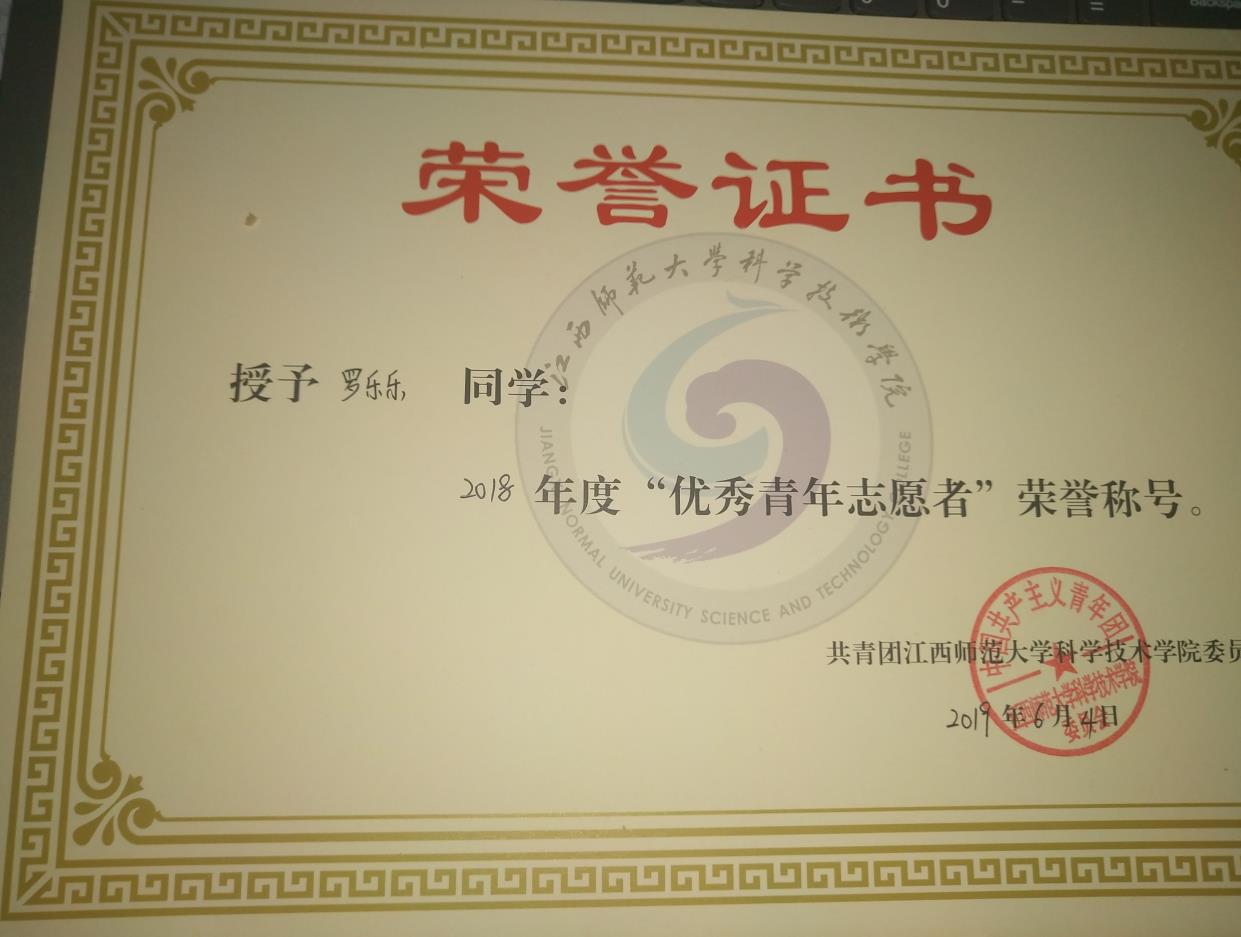 荣誉证书
江西师范大学科学技术学院
授予 罗乐乐 同学：
JIANGXI NORMAL UNIVERSITY SCIENCE AND TECHNOLOGY COLLEGE
2018 年度“优秀青年志愿者”荣誉称号。
中国共产主义青年团
共青团江西师范大学科学技术学院委员
江西师范大学科学技术学院
委员会
2019 年 6 月 4 日
Backspa